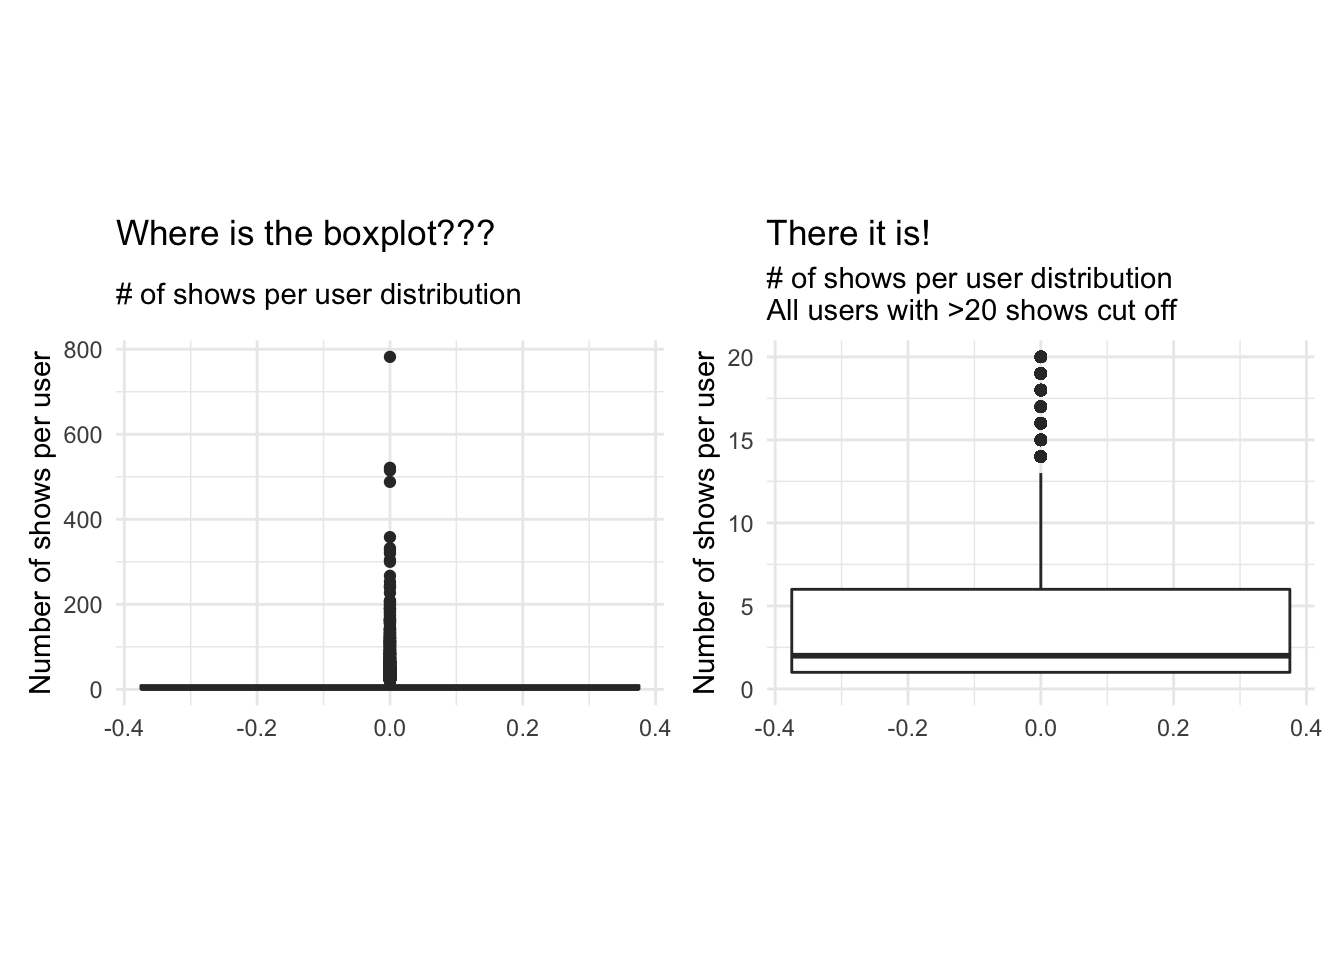 Where is the boxplot???
# of shows per user distribution
Number of shows per user
800
600
400
200
0
-0.4
-0.2
0.0
0.2
0.4
There it is!
# of shows per user distribution
All users with >20 shows cut off
Number of shows per user
20
15
10
5
0
-0.4
-0.2
0.0
0.2
0.4